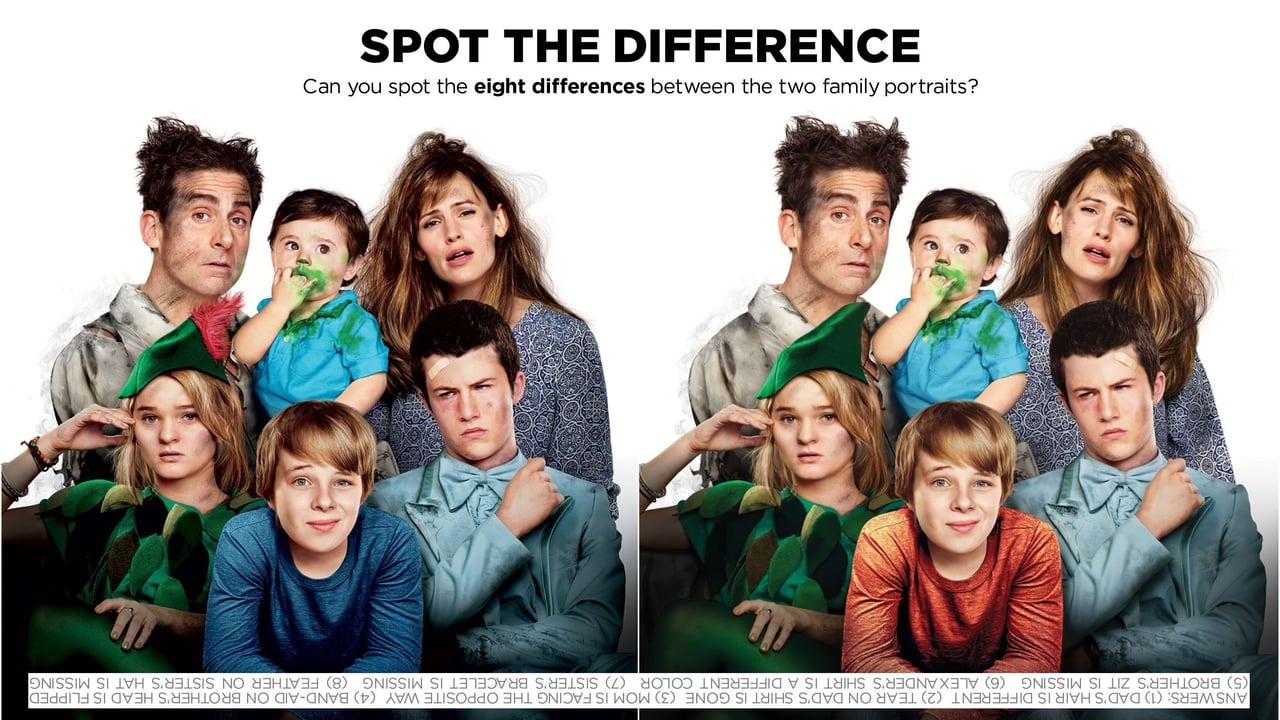 SPOT THE DIFFERENCE
Can you spot the eight differences between the two family portraits?
ANSWERS: (1) DAD'S HAIR IS DIFFERENT (2) TEAR ON DAD'S SHIRT IS GONE (3) MOM IS FACING THE OPPOSITE WAY (4) BAND-AID ON BROTHER'S HEAD IS FLIPPED
(5) BROTHER'S ZIT IS MISSING (6) ALEXANDER'S SHIRT IS A DIFFERENT COLOR (7) SISTER'S BRACELET IS MISSING (8) FEATHER ON SISTER'S HAT IS MISSING